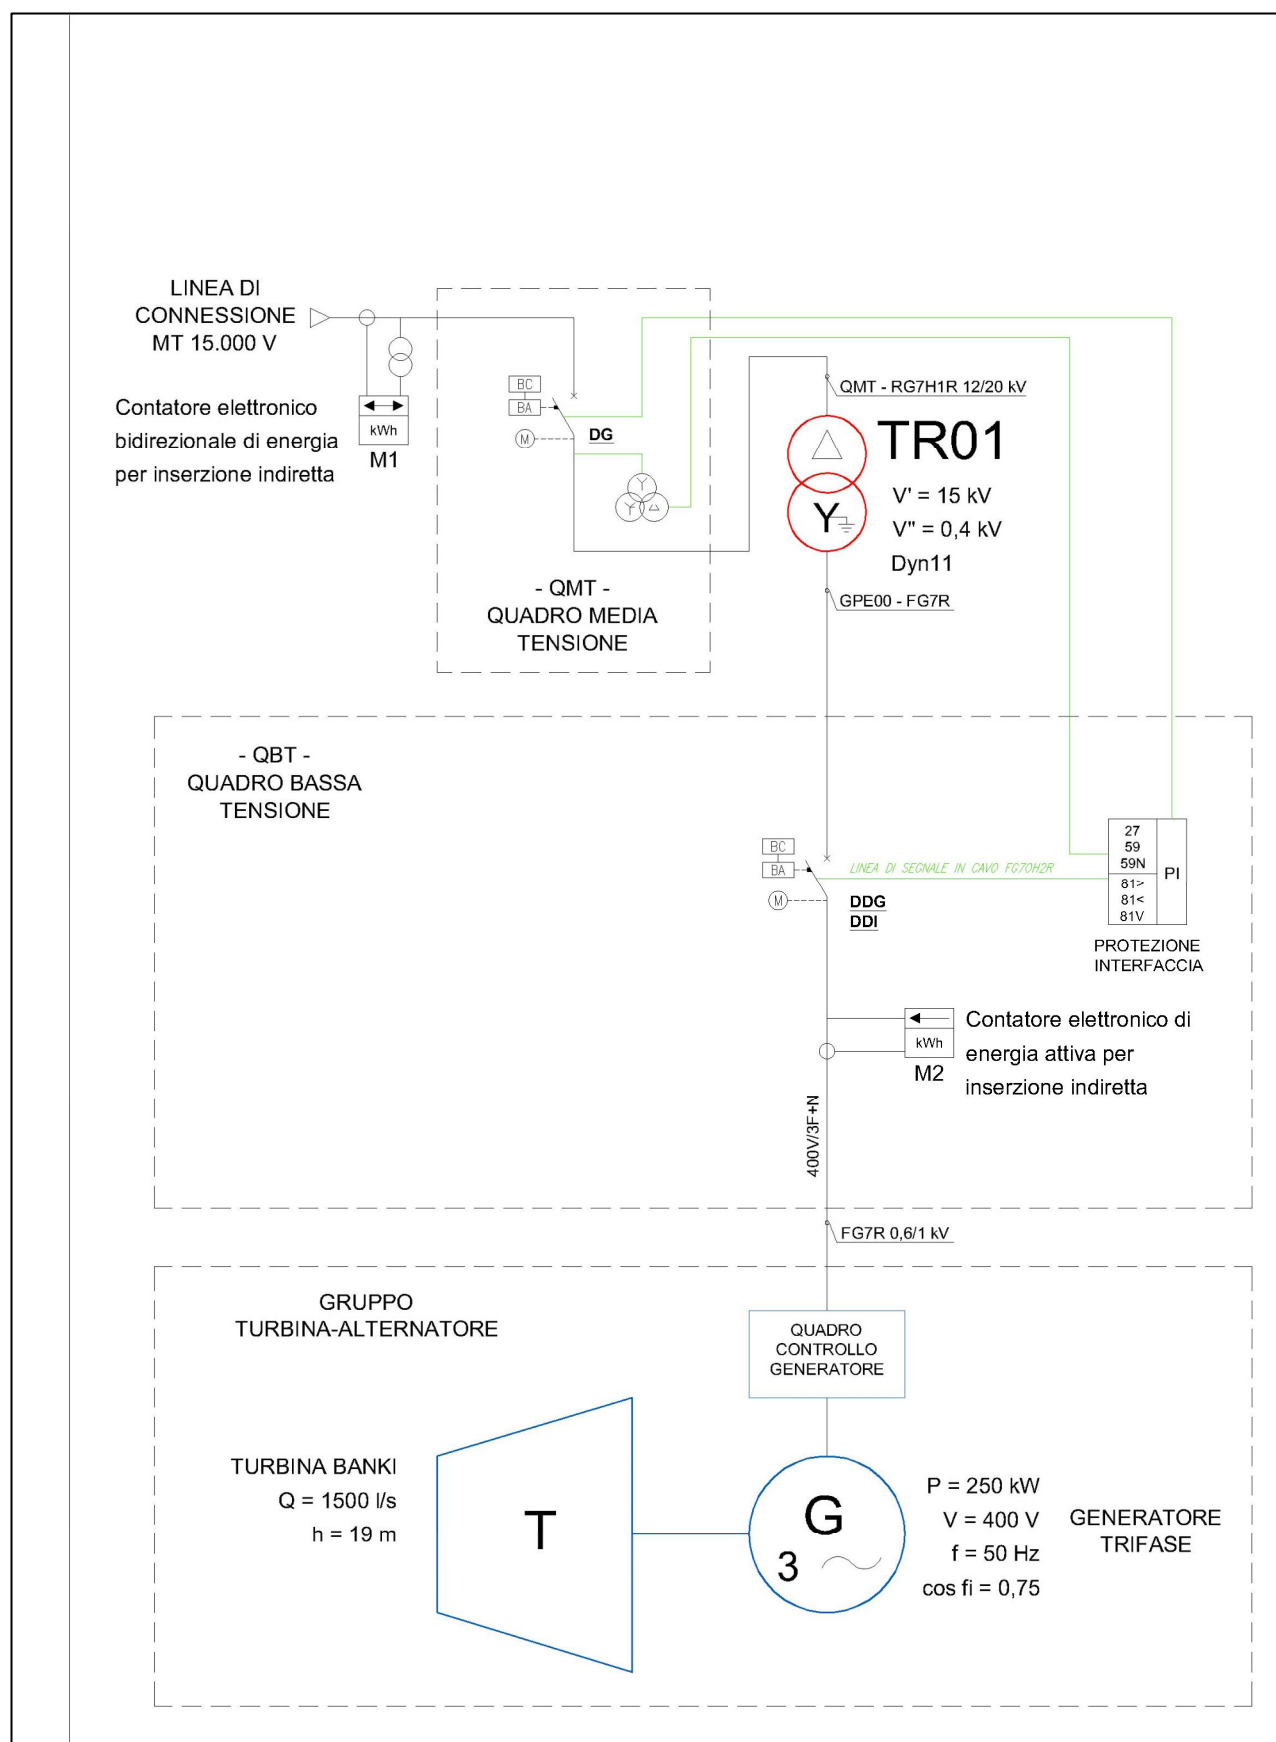 LINEA DI
CONNESSIONE
MT 15.000 V
Contatore elettronico
bidirezionale di energia
per inserzione indiretta
kWh
M1
BC
BA
M
DG
Y
Y
- QMT -
QUADRO MEDIA
TENSIONE
QMT - RG7H1R 12/20 kV
TR01
V' = 15 kV
V" = 0,4 kV
Dyn11
Y
GPE00 - FG7R
- QBT -
QUADRO BASSA
TENSIONE
BC
BA
M
LINEA DI SEGNALE IN CAVO FG7OH2R
DDG
DDI
27
59
59N
81>
81<
81V
PI
PROTEZIONE
INTERFACCIA
kWh
M2
Contatore elettronico di
energia attiva per
inserzione indiretta
400V/3F+N
FG7R 0,6/1 kV
GRUPPO
TURBINA-ALTERNATORE
QUADRO
CONTROLLO
GENERATORE
TURBINA BANKI
Q = 1500 l/s
h = 19 m
T
G
3
P = 250 kW
V = 400 V
f = 50 Hz
cos fi = 0,75
GENERATORE
TRIFASE